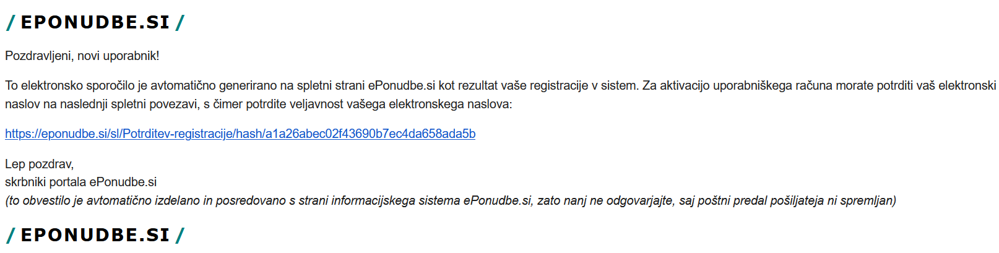 / EPONUDBE.SI /
Pozdravljeni, novi uporabnik!
To elektronsko sporočilo je avtomatično generirano na spletni strani ePonudbe.si kot rezultat vaše registracije v sistem. Za aktivacijo uporabniškega računa morate potrditi vaš elektronski
naslov na naslednji spletni povezavi, s čimer potrdite veljavnost vašega elektronskega naslova:
https://eponudbe.si/sl/Potrditev-registracije/hash/a1a26abec02f43690b7ec4da658ada5b
Lep pozdrav,
skrbniki portala ePonudbe.si
(to obvestilo je avtomatično izdelano in posredovano s strani informacijskega sistema ePonudbe.si, zato nanj ne odgovarjajte, saj poštni predal pošiljateja ni spremljan)
/ EPONUDBE.SI /